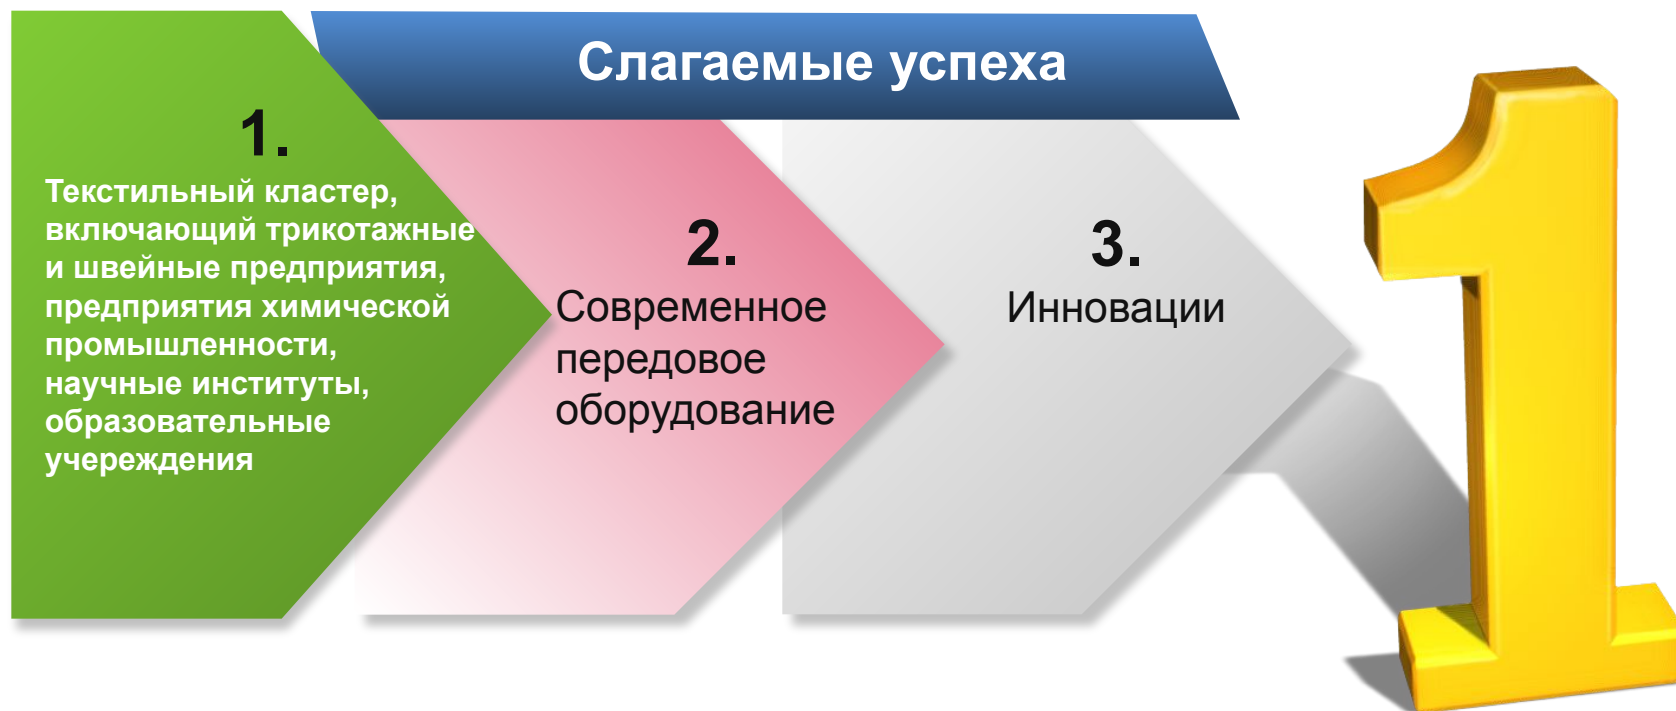 Слагаемые успеха
1.
Текстильный кластер,
включающий трикотажные
и швейные предприятия,
предприятия химической
промышленности,
научные институты,
образовательные
учереждения
2.
Современное
передовое
оборудование
3.
Инновации
1